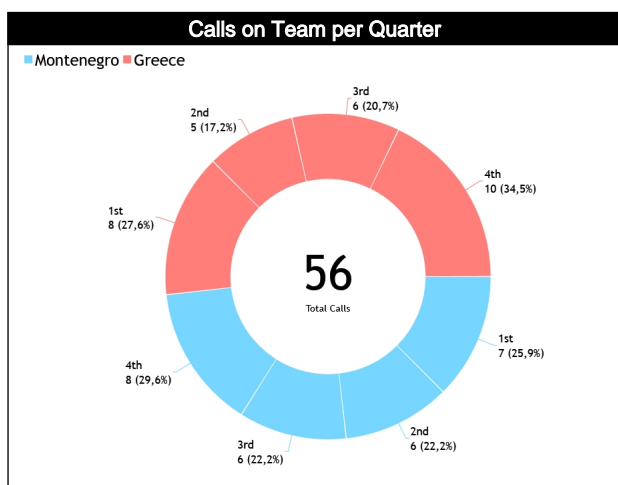 Calls on Team per Quarter
Montenegro Greece
3rd
6 (20,7%)
2nd
5 (17,2%)
4th
10 (34,5%)
1st
8 (27,6%)
56
Total Calls
1st
7 (25,9%)
4th
8 (29,6%)
2nd
6 (22,2%)
3rd
6 (22,2%)